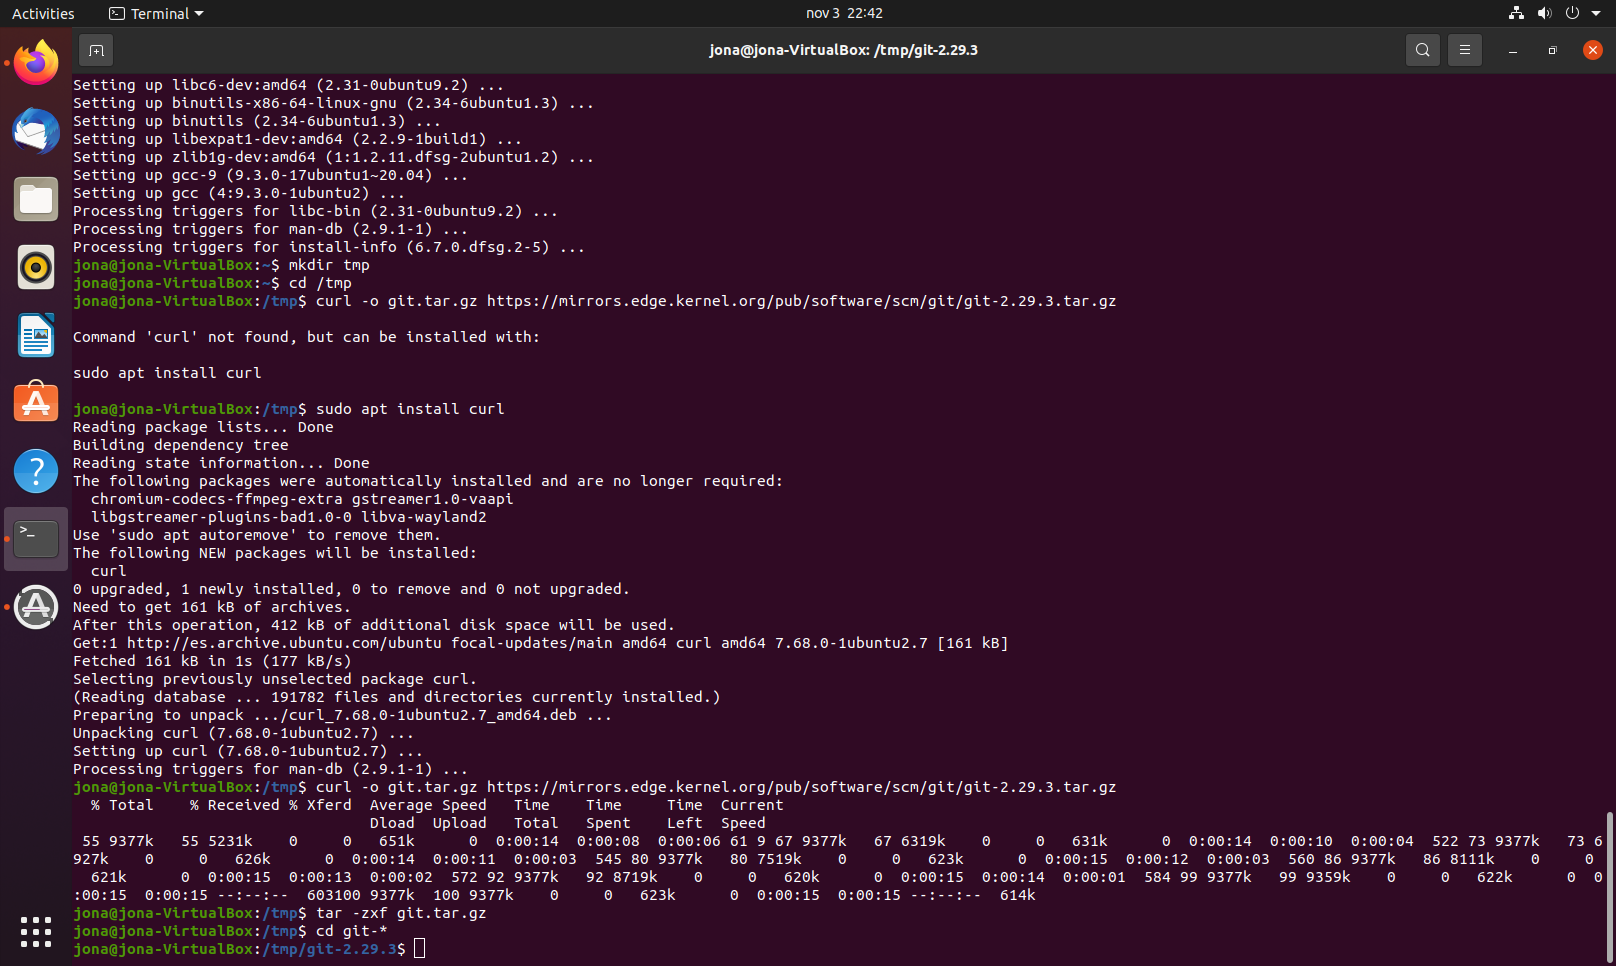 Activities
Terminal
nov 3 22:42
jona@jona-VirtualBox: /tmp/git-2.29.3
Setting up libc6-dev:amd64 (2.31-0ubuntu9.2) ...
Setting up binutils-x86-64-linux-gnu (2.34-6ubuntu1.3) ...
Setting up binutils (2.34-6ubuntu1.3) ...
Setting up libexpat1-dev:amd64 (2.2.9-1build1) ...
Setting up zlib1g-dev:amd64 (1:1.2.11.dfsg-2ubuntu1.2) ...
Setting up gcc-9 (9.3.0-17ubuntu1~20.04) ...
Setting up gcc (4:9.3.0-1ubuntu2) ...
Processing triggers for libc-bin (2.31-0ubuntu9.2) ...
Processing triggers for man-db (2.9.1-1) ...
Processing triggers for install-info (6.7.0.dfsg.2-5) ...
jona@jona-VirtualBox:~$ mkdir tmp
jona@jona-VirtualBox:~$ cd /tmp
jona@jona-VirtualBox:/tmp$ curl -o git.tar.gz https://mirrors.edge.kernel.org/pub/software/scm/git/git-2.29.3.tar.gz
Command 'curl' not found, but can be installed with:
sudo apt install curl
jona@jona-VirtualBox:/tmp$ sudo apt install curl
Reading package lists... Done
Building dependency tree
Reading state information... Done
The following packages were automatically installed and are no longer required:
chromium-codecs-ffmpeg-extra gstreamer1.0-vaapi
libgstreamer-plugins-bad1.0-0 libva-wayland2
Use 'sudo apt autoremove' to remove them.
The following NEW packages will be installed:
curl
0 upgraded, 1 newly installed, 0 to remove and 0 not upgraded.
Need to get 161 kB of archives.
After this operation, 412 kB of additional disk space will be used.
Get:1 http://es.archive.ubuntu.com/ubuntu focal-updates/main amd64 curl amd64 7.68.0-1ubuntu2.7 [161 kB]
Fetched 161 kB in 1s (177 kB/s)
Selecting previously unselected package curl.
(Reading database ... 191782 files and directories currently installed.)
Preparing to unpack .../curl_7.68.0-1ubuntu2.7_amd64.deb ...
Unpacking curl (7.68.0-1ubuntu2.7) ...
Setting up curl (7.68.0-1ubuntu2.7) ...
Processing triggers for man-db (2.9.1-1) ...
jona@jona-VirtualBox:/tmp$ curl -o git.tar.gz https://mirrors.edge.kernel.org/pub/software/scm/git/git-2.29.3.tar.gz
% Total % Received % Xferd Average Speed Time Time Time Current
Dload Upload Total Spent Left Speed
55 9377k 55 5231k 0 0 651k 0 0:00:14 0:00:08 0:00:06 61 9 67 9377k 67 6319k 0 0 631k 0 0:00:14 0:00:10 0:00:04 522 73 9377k 73 6
927k 0 0 626k 0 0:00:14 0:00:11 0:00:03 545 80 9377k 80 7519k 0 0 623k 0 0:00:15 0:00:12 0:00:03 560 86 9377k 86 8111k 0 0
621k 0 0:00:15 0:00:13 0:00:02 572 92 9377k 92 8719k 0 0 620k 0 0:00:15 0:00:14 0:00:01 584 99 9377k 99 9359k 0 0 622k 0 0
:00:15 0:00:15 --:--:-- 603100 9377k 100 9377k 0 0 623k 0 0:00:15 0:00:15 --:--:-- 614k
jona@jona-VirtualBox:/tmp$ tar -zxf git.tar.gz
jona@jona-VirtualBox:/tmp$ cd git-*
jona@jona-VirtualBox:/tmp/git-2.29.3$